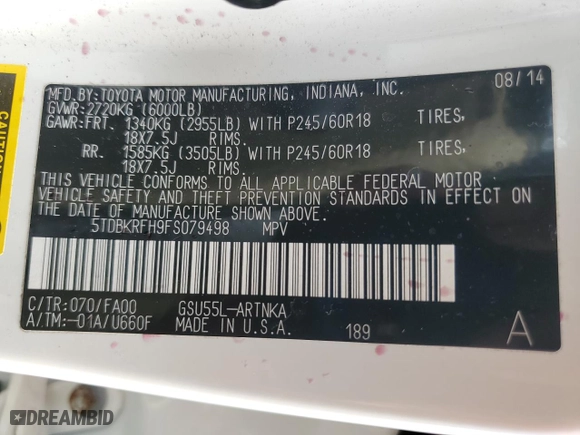 MFD.BY:TOYOTA MOTOR MANUFACTURING, INDIANA, INC. 08/14
GVWR:2720KG (6000LB)
GAWR:FRT. 1340KG (2955LB) WITH P245/60R18 TIRES,
18X7.5J RIMS.
RR. 1585KG (3505LB) WITH P245/60R18 TIRES,
18X7.5J RIMS.
THIS VEHICLE CONFORMS TO ALL APPLICABLE FEDERAL MOTOR
VEHICLE SAFETY AND THEFT PREVENTION STANDARDS IN EFFECT ON
THE DATE OF MANUFACTURE SHOWN ABOVE.
5TDBKRFH9FS079498 MPV
C/TR:070/FA00 GSU55L-ARTNKA
A/TM:-01A/U660F MADE IN U.S.A. 189 A
CAUTION
DREAMBID